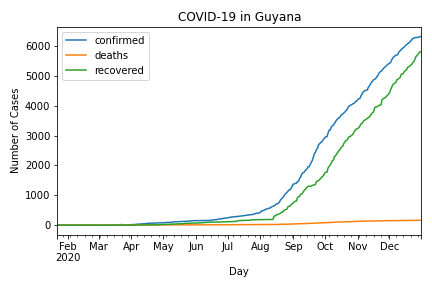 COVID-19 in Guyana
confirmed
deaths
recovered
Number of Cases
6000
5000
4000
3000
2000
1000
0
Feb Mar Apr May Jun Jul Aug Sep Oct Nov Dec
2020
Day